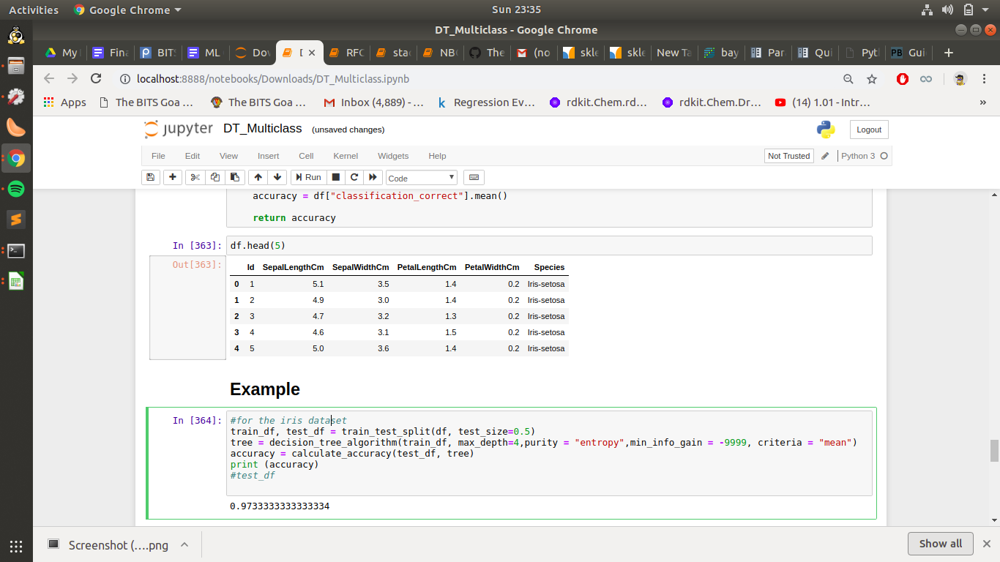 Activities Google Chrome Sun 23:35
DT_Multiclass - Google Chrome
My Fina BITS ML Dov D RFC stac NBC The (no skle skle New Ta bay Par Qui Pyt PB Gui
localhost:8888/notebooks/Downloads/DT_Multiclass.ipynb
Apps The BITS Goa ... The BITS Goa ... Inbox (4,889) - ... k Regression Ev... rdkit.Chem.rd... rdkit.Chem.Dr... (14) 1.01 - Intr... »
jupyter DT_Multiclass (unsaved changes) Logout
File Edit View Insert Cell Kernel Widgets Help Not Trusted Python 3
Run Code
accuracy = df["classification_correct"].mean()
return accuracy
In [363]: df.head(5)
Out[363]: Id SepalLengthCm SepalWidthCm PetalLengthCm PetalWidthCm Species
0 1 5.1 3.5 1.4 0.2 Iris-setosa
1 2 4.9 3.0 1.4 0.2 Iris-setosa
2 3 4.7 3.2 1.3 0.2 Iris-setosa
3 4 4.6 3.1 1.5 0.2 Iris-setosa
4 5 5.0 3.6 1.4 0.2 Iris-setosa
Example
In [364]: #for the iris dataset
train_df, test_df = train_test_split(df, test_size=0.5)
tree = decision_tree_algorithm(train_df, max_depth=4,purity = "entropy",min_info_gain = -9999, criteria = "mean")
accuracy = calculate_accuracy(test_df, tree)
print (accuracy)
#test_df
0.9733333333333334
Screenshot (....png Show all